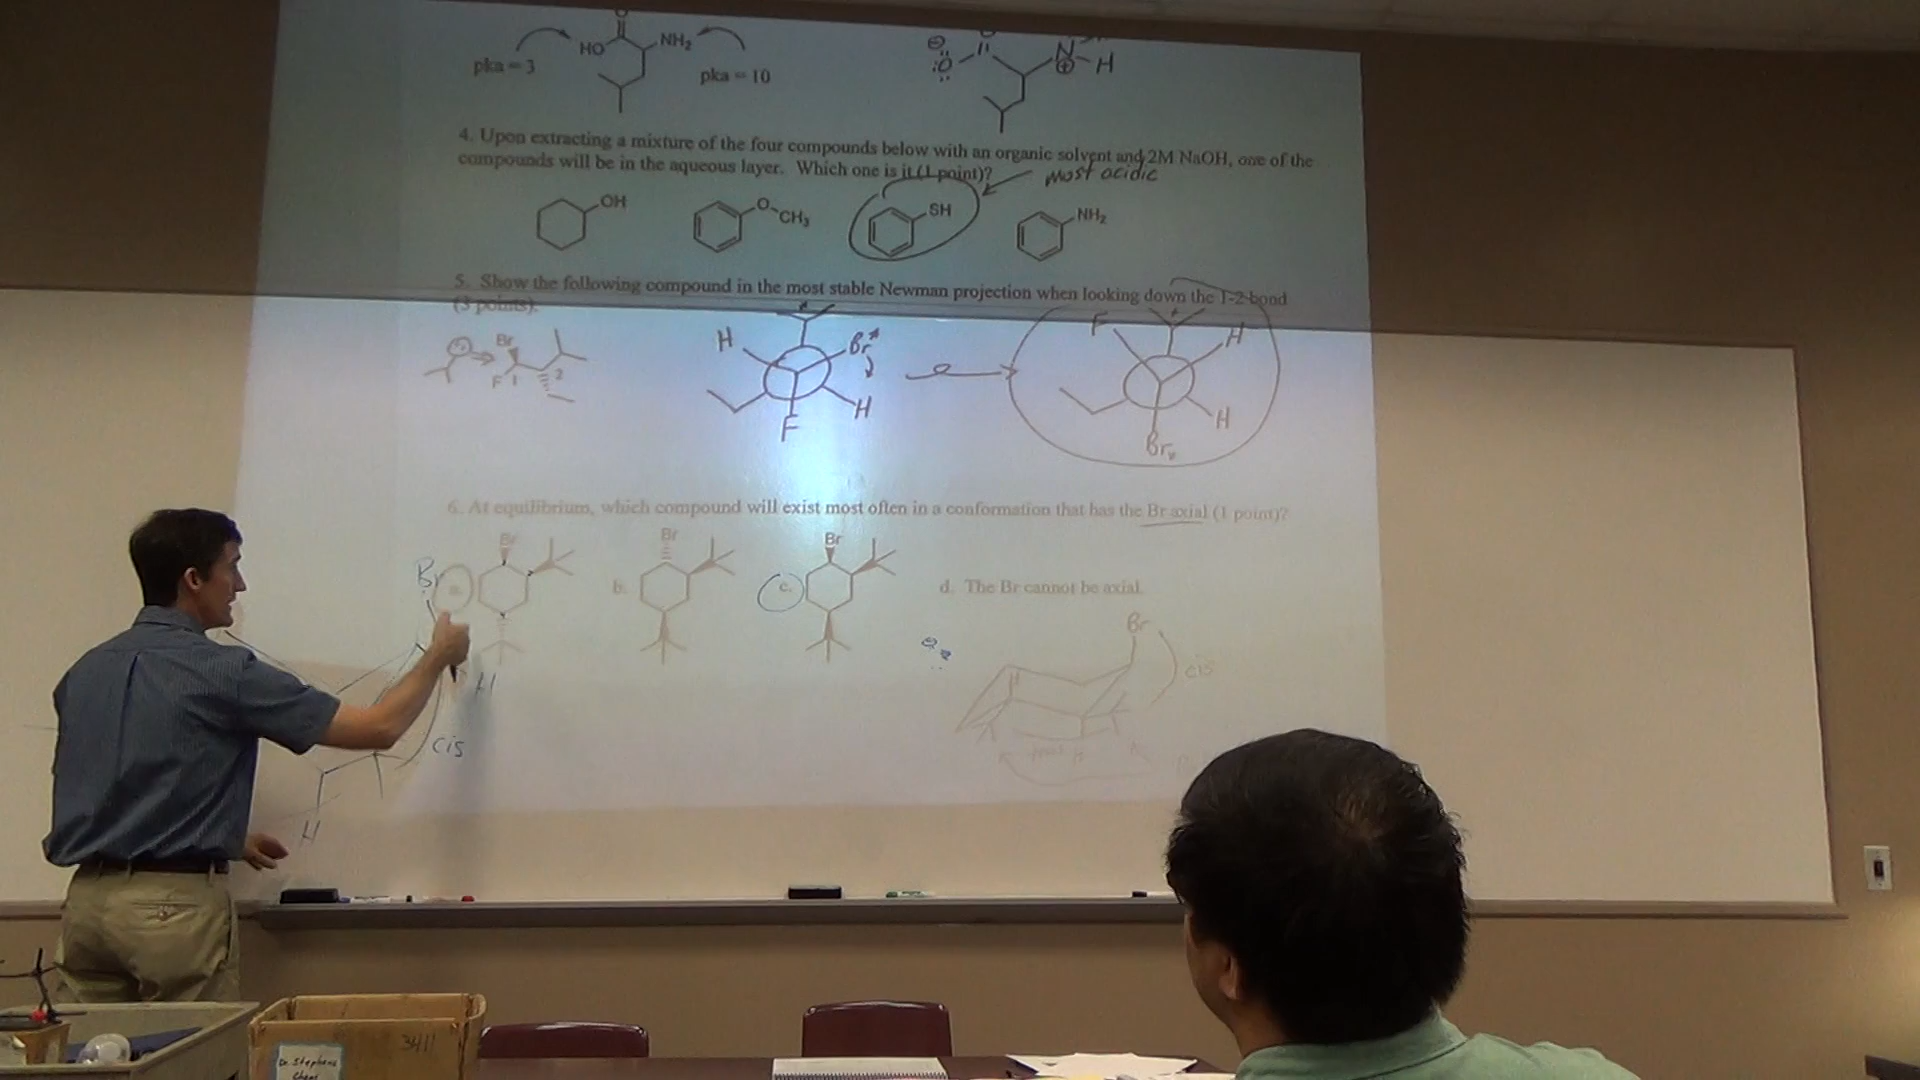 O
HO NH₂
pka = 3
pka = 10
⊖ :O: N ⊕ H
4. Upon extracting a mixture of the four compounds below with an organic solvent and 2M NaOH, one of the
compounds will be in the aqueous layer. Which one is it (1 point)?
most acidic
OH O CH₃ SH NH₂
5. Show the following compound in the most stable Newman projection when looking down the 1-2 bond
(3 points).
Br F 1 2
H Br F H
F H Br
6. At equilibrium, which compound will exist most often in a conformation that has the Br axial (1 point)?
Br Br Br
a. b. c. d. The Br cannot be axial.
Br
Br
cis
H
cis
H
3411
Dr. Stephens
Chem